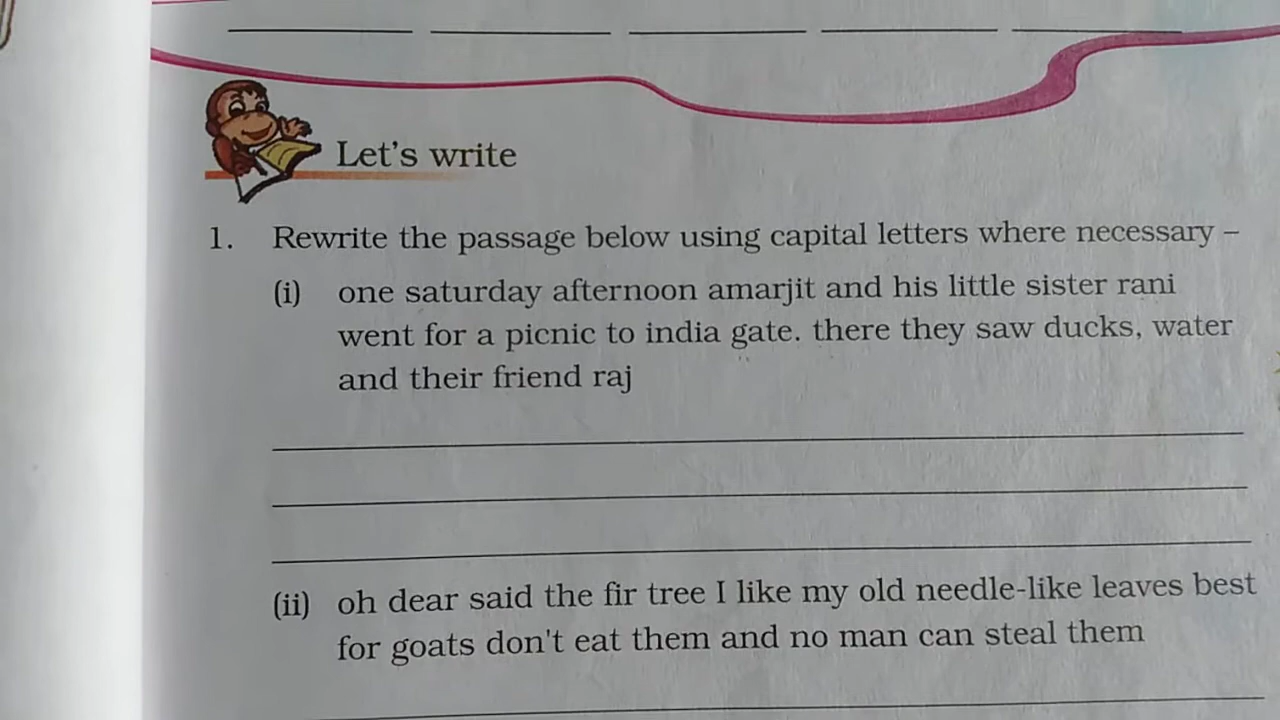 Let's write
1. Rewrite the passage below using capital letters where necessary –
(i) one saturday afternoon amarjit and his little sister rani
went for a picnic to india gate. there they saw ducks, water
and their friend raj
(ii) oh dear said the fir tree I like my old needle-like leaves best
for goats don't eat them and no man can steal them